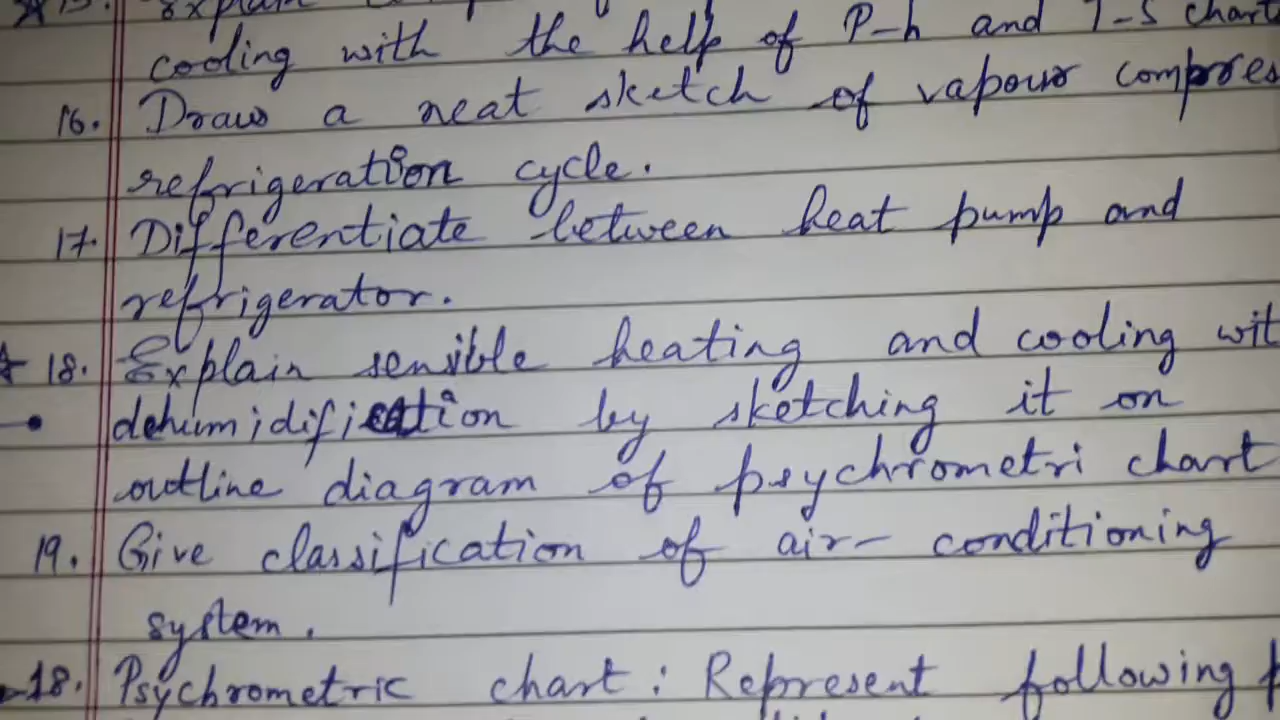 Explain
cooling with the help of P-h and T-S chart
16. Draw a neat sketch of vapour compres
refrigeration cycle.
17. Differentiate between heat pump and
refrigerator.
18. Explain sensible heating and cooling wit
dehumidification by sketching it on
outline diagram of psychrometri chart
19. Give classification of air-conditioning
system.
18. Psychrometric chart : Represent following